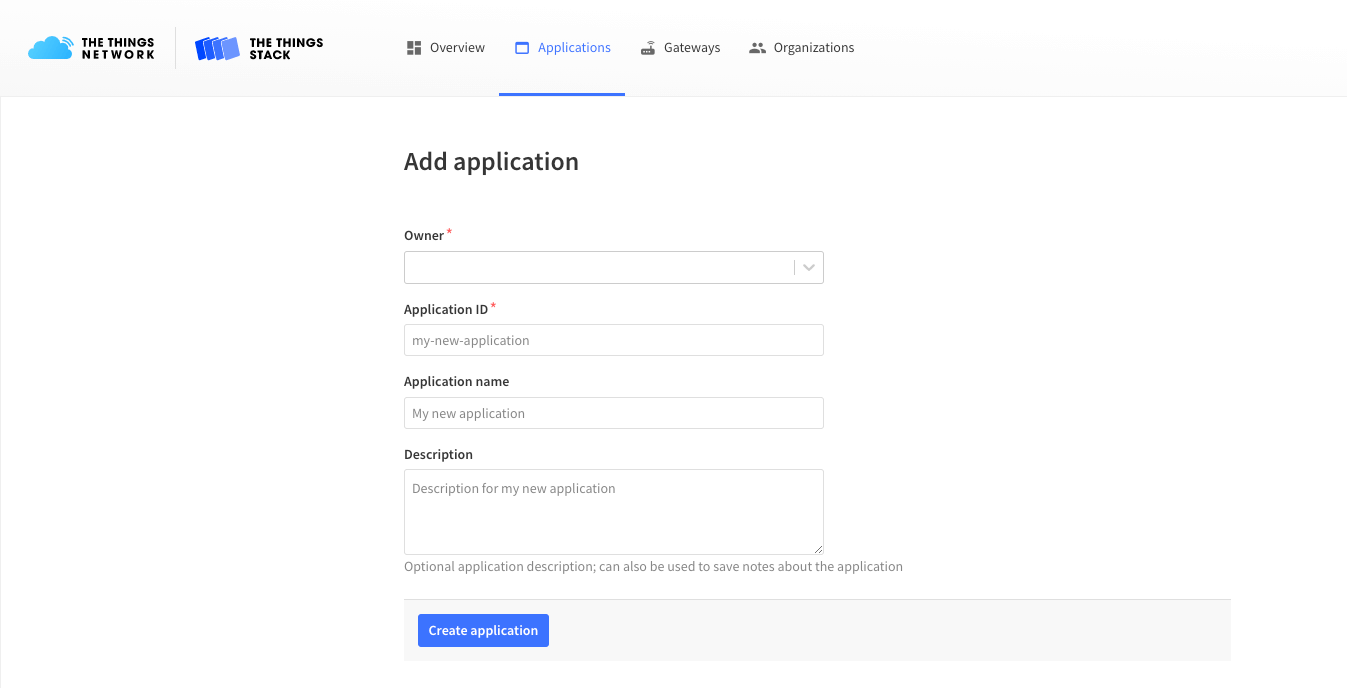 THE THINGS
NETWORK
THE THINGS
STACK
Overview
Applications
Gateways
Organizations
Add application
Owner *
Application ID *
my-new-application
Application name
My new application
Description
Description for my new application
Optional application description; can also be used to save notes about the application
Create application